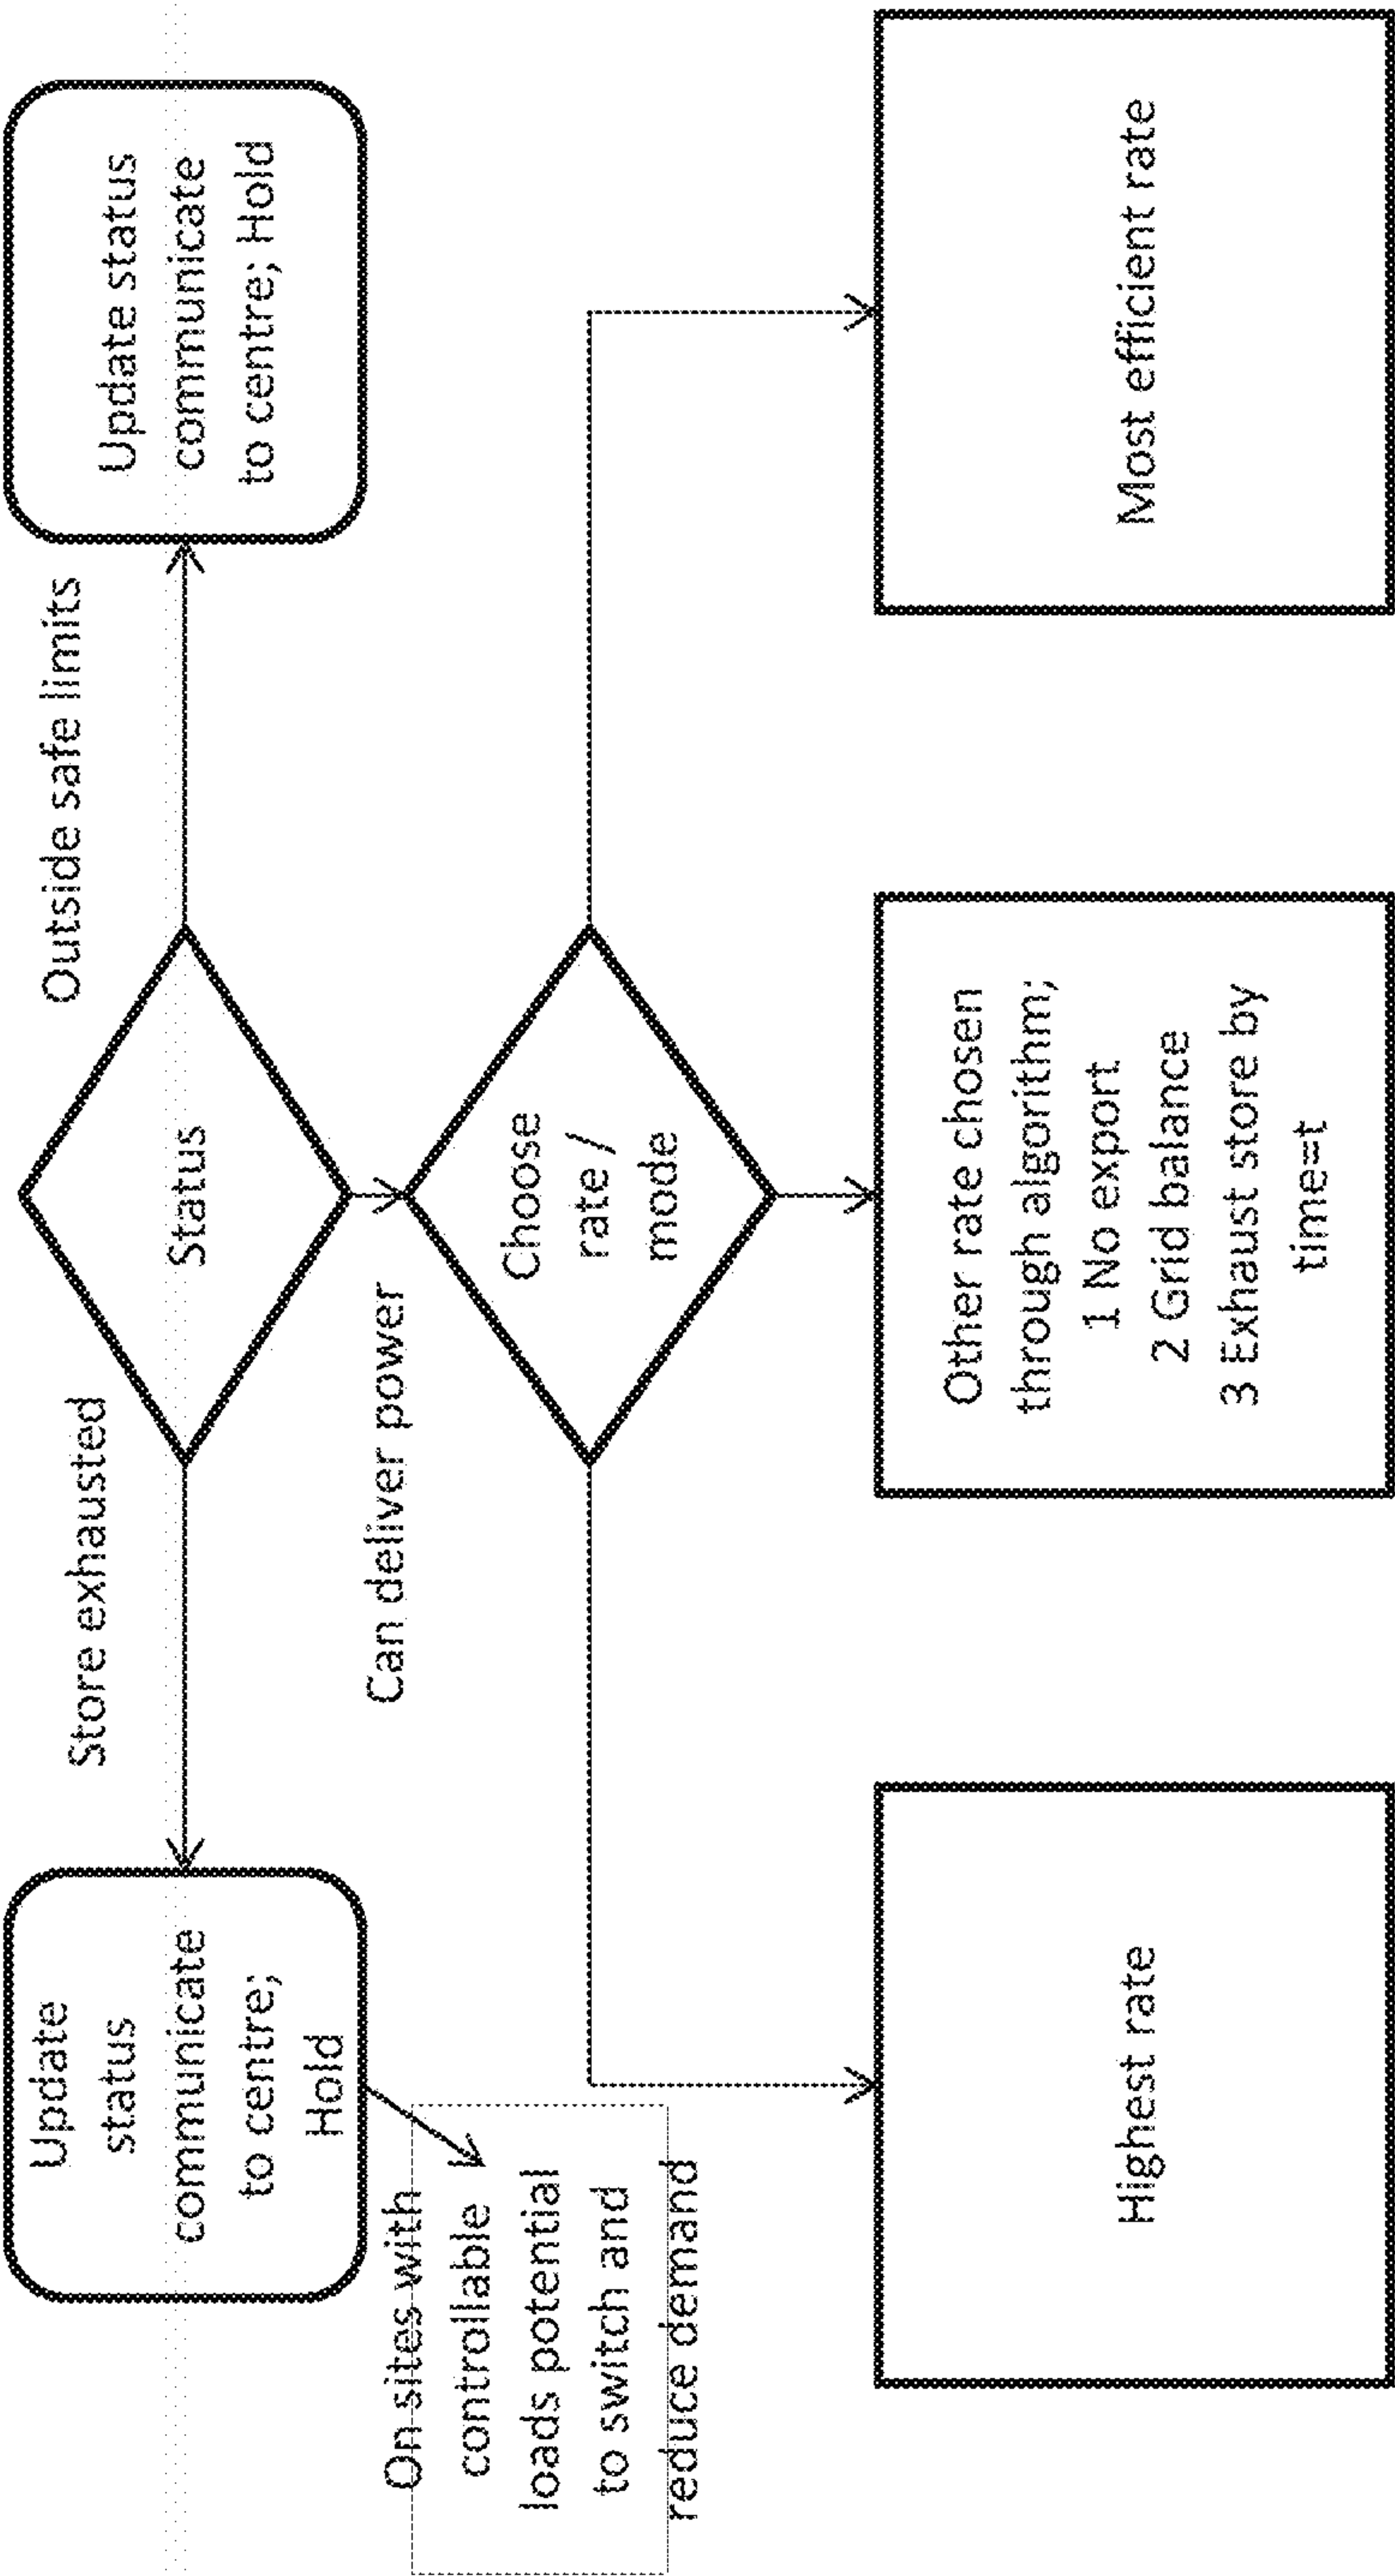 Store exhausted
Outside safe limits
Update
status
communicate
to centre;
Hold
Status
Update status
communicate
to centre; Hold
Can deliver power
On sites with
controllable
loads potential
to switch and
reduce demand
Choose
rate /
mode
Highest rate
Other rate chosen
through algorithm;
1 No export
2 Grid balance
3 Exhaust store by
time=t
Most efficient rate